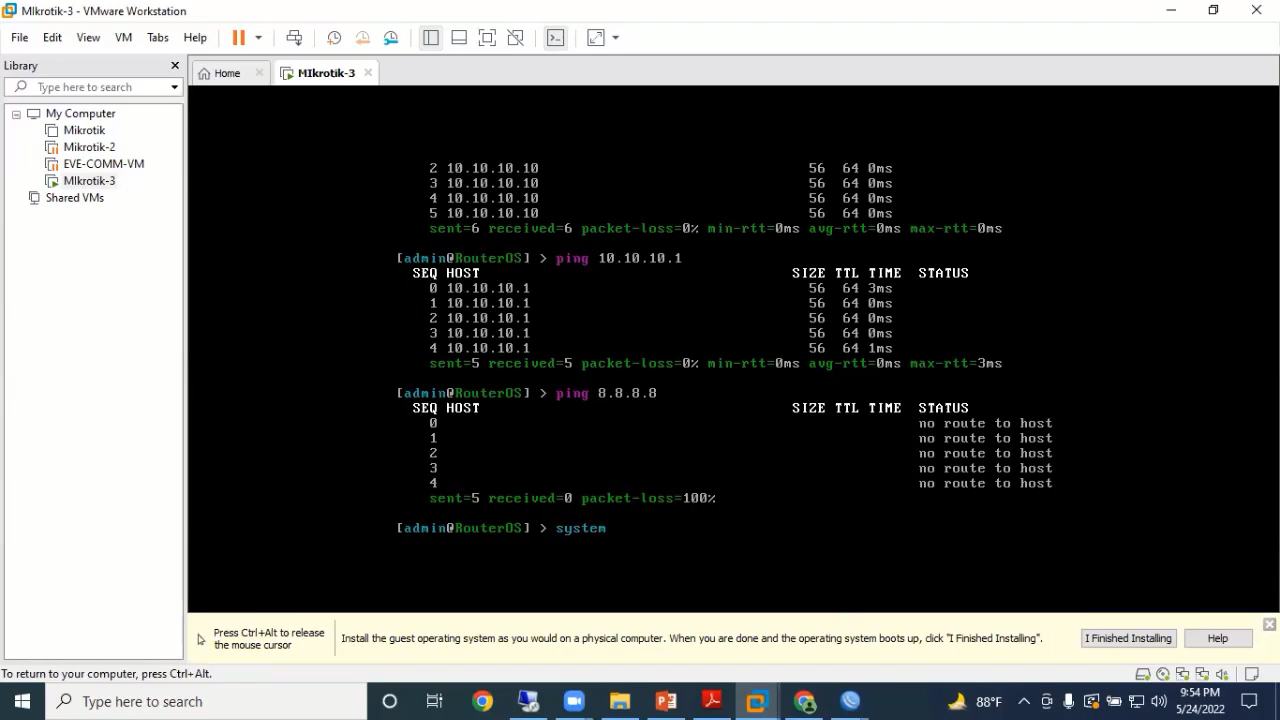 MIkrotik-3 - VMware Workstation
File Edit View VM Tabs Help
Library
Home
MIkrotik-3
Type here to search
My Computer
Mikrotik
Mikrotik-2
EVE-COMM-VM
MIkrotik-3
Shared VMs
2 10.10.10.10 56 64 0ms
3 10.10.10.10 56 64 0ms
4 10.10.10.10 56 64 0ms
5 10.10.10.10 56 64 0ms
sent=6 received=6 packet-loss=0% min-rtt=0ms avg-rtt=0ms max-rtt=0ms
[admin@RouterOS] > ping 10.10.10.1
SEQ HOST SIZE TTL TIME STATUS
0 10.10.10.1 56 64 3ms
1 10.10.10.1 56 64 0ms
2 10.10.10.1 56 64 0ms
3 10.10.10.1 56 64 0ms
4 10.10.10.1 56 64 1ms
sent=5 received=5 packet-loss=0% min-rtt=0ms avg-rtt=0ms max-rtt=3ms
[admin@RouterOS] > ping 8.8.8.8
SEQ HOST SIZE TTL TIME STATUS
0 no route to host
1 no route to host
2 no route to host
3 no route to host
4 no route to host
sent=5 received=0 packet-loss=100%
[admin@RouterOS] > system
Press Ctrl+Alt to release
the mouse cursor
Install the guest operating system as you would on a physical computer. When you are done and the operating system boots up, click "I Finished Installing".
I Finished Installing
Help
To return to your computer, press Ctrl+Alt.
Type here to search
88°F
9:54 PM
5/24/2022